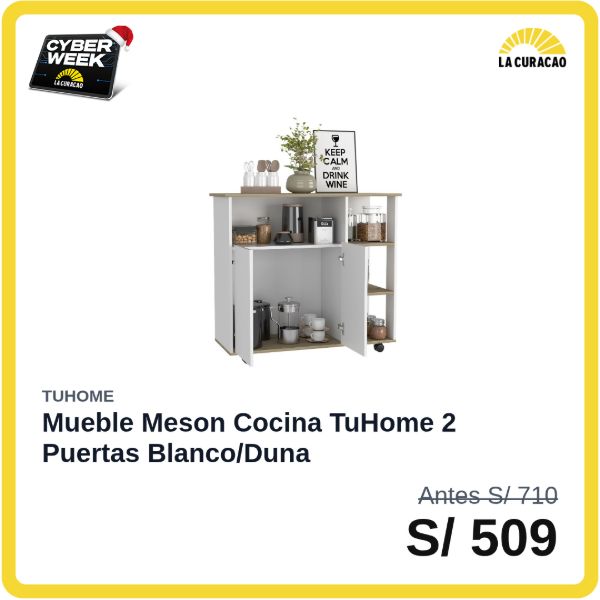 CYBER
WEEK
LA CURACAO
LA CURACAO
KEEP
CALM
AND
DRINK
WINE
TUHOME
Mueble Meson Cocina TuHome 2
Puertas Blanco/Duna
Antes S/ 710
S/ 509